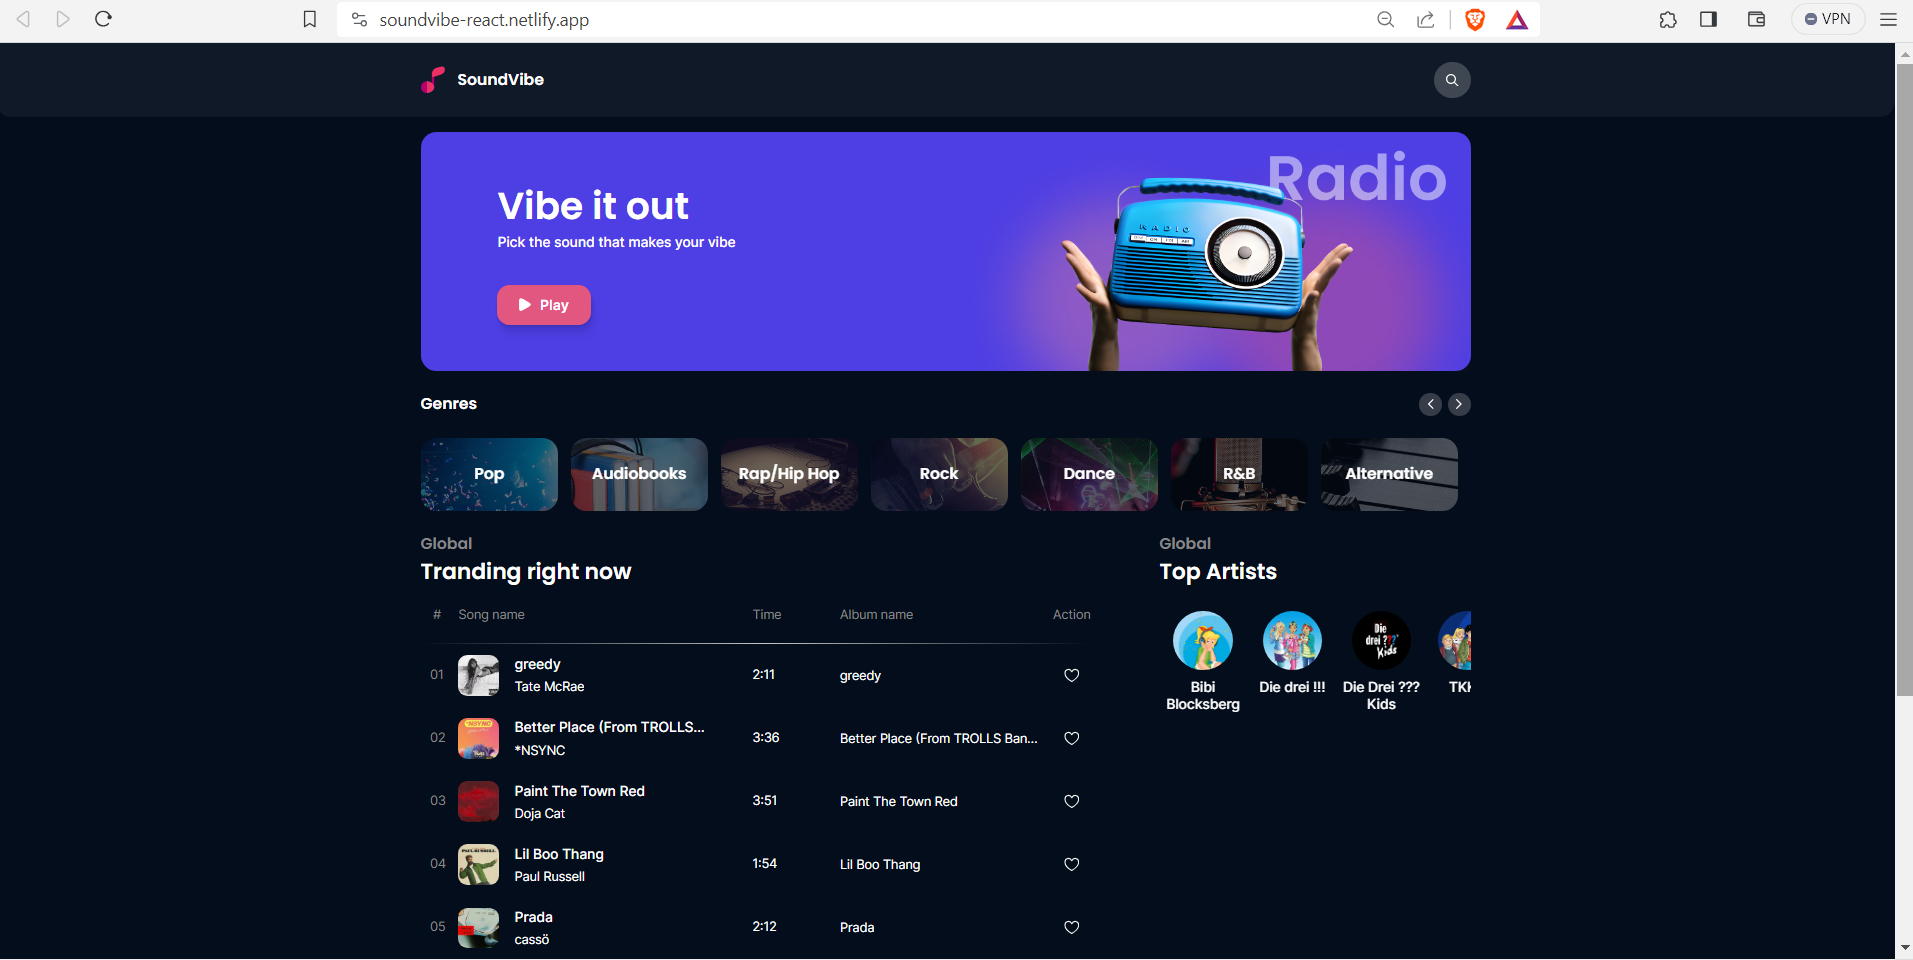 soundvibe-react.netlify.app
VPN
SoundVibe
Radio
Vibe it out
Pick the sound that makes your vibe
RADIO
Play
Genres
Pop
Audiobooks
Rap/Hip Hop
Rock
Dance
R&B
Alternative
Global
Tranding right now
# Song name Time Album name Action
01 greedy 2:11 greedy
Tate McRae
02 Better Place (From TROLLS... 3:36 Better Place (From TROLLS Ban...
*NSYNC
03 Paint The Town Red 3:51 Paint The Town Red
Doja Cat
04 Lil Boo Thang 1:54 Lil Boo Thang
Paul Russell
05 Prada 2:12 Prada
cassö
Global
Top Artists
Die
drei ???
Kids
Bibi
Blocksberg
Die drei !!!
Die Drei ???
Kids